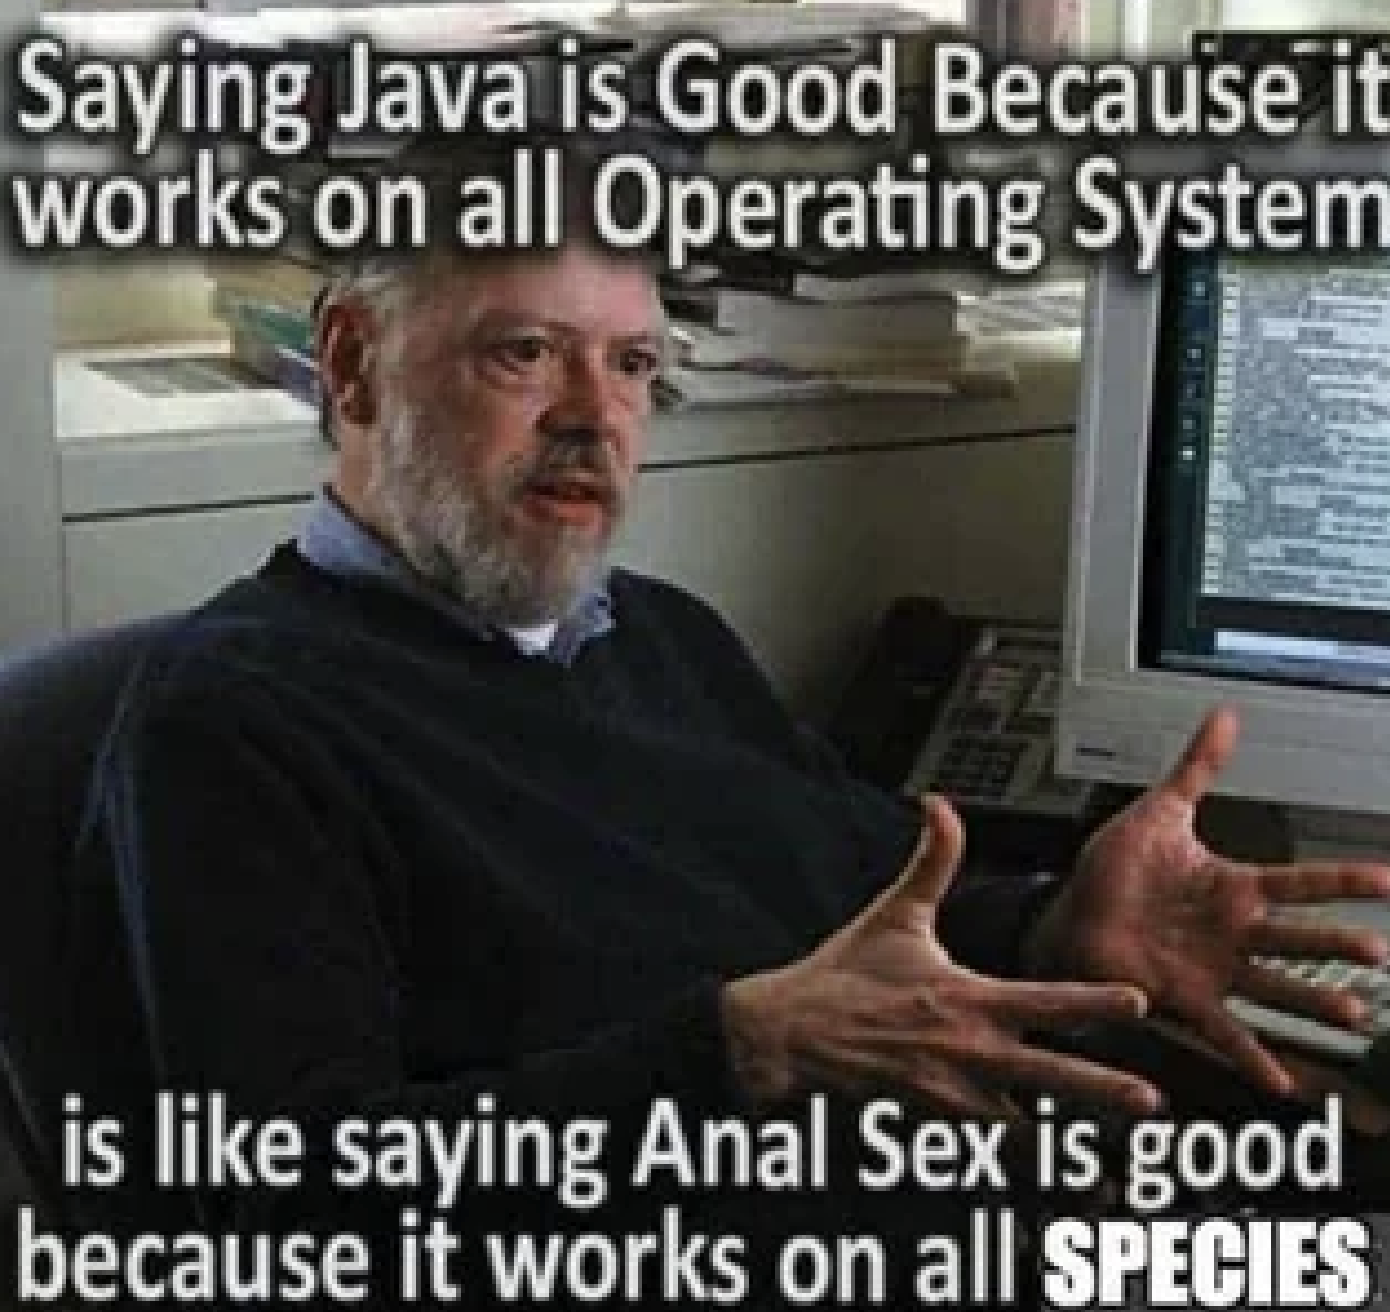 Saying Java is Good Because it
works on all Operating System
is like saying Anal Sex is good
because it works on all SPECIES